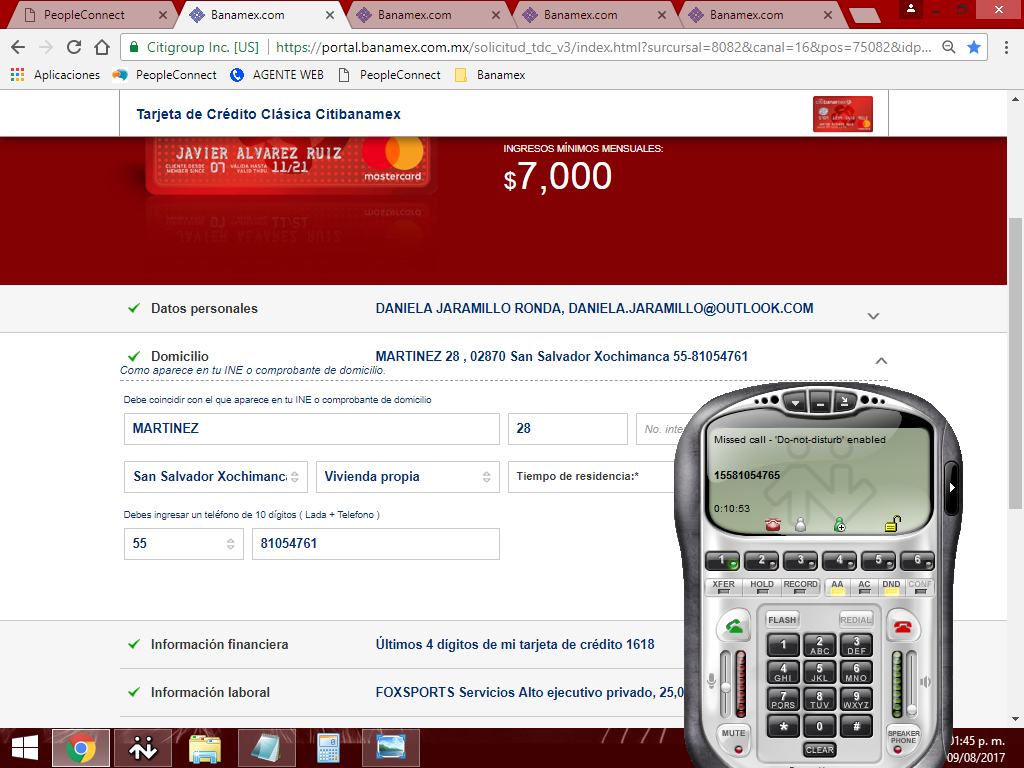 PeopleConnect
Banamex.com
Banamex.com
Banamex.com
Banamex.com
Citigroup Inc. [US]
https://portal.banamex.com.mx/solicitud_tdc_v3/index.html?sursursal=8082&canal=16&pos=75082&idp...
Aplicaciones
PeopleConnect
AGENTE WEB
PeopleConnect
Banamex
Tarjeta de Crédito Clásica Citibanamex
JAVIER ALVAREZ RUIZ
CLIENTE DESDE
MEMBER SINCE
07
VÁLIDA HASTA
VALID THRU
11/21
mastercard
INGRESOS MÍNIMOS MENSUALES:
$7,000
Datos personales
DANIELA JARAMILLO RONDA, DANIELA.JARAMILLO@OUTLOOK.COM
Domicilio
MARTINEZ 28 , 02870 San Salvador Xochimanca 55-81054761
Como aparece en tu INE o comprobante de domicilio.
Debe coincidir con el que aparece en tu INE o comprobante de domicilio
MARTINEZ
28
No. inte
San Salvador Xochimanca
Vivienda propia
Tiempo de residencia:*
Debes ingresar un teléfono de 10 dígitos ( Lada + Telefono )
55
81054761
Información financiera
Últimos 4 dígitos de mi tarjeta de crédito 1618
Información laboral
FOXSPORTS Servicios Alto ejecutivo privado, 25,0
Missed call - 'Do-not-disturb' enabled
15581054765
0:10:53
1 2 3 4 5 6
XFER HOLD RECORD AA AC DND CONF
FLASH
REDIAL
1 2 ABC 3 DEF
4 GHI 5 JKL 6 MNO
7 PQRS 8 TUV 9 WXYZ
* 0 #
MUTE
CLEAR
SPEAKER PHONE
01:45 p. m.
09/08/2017